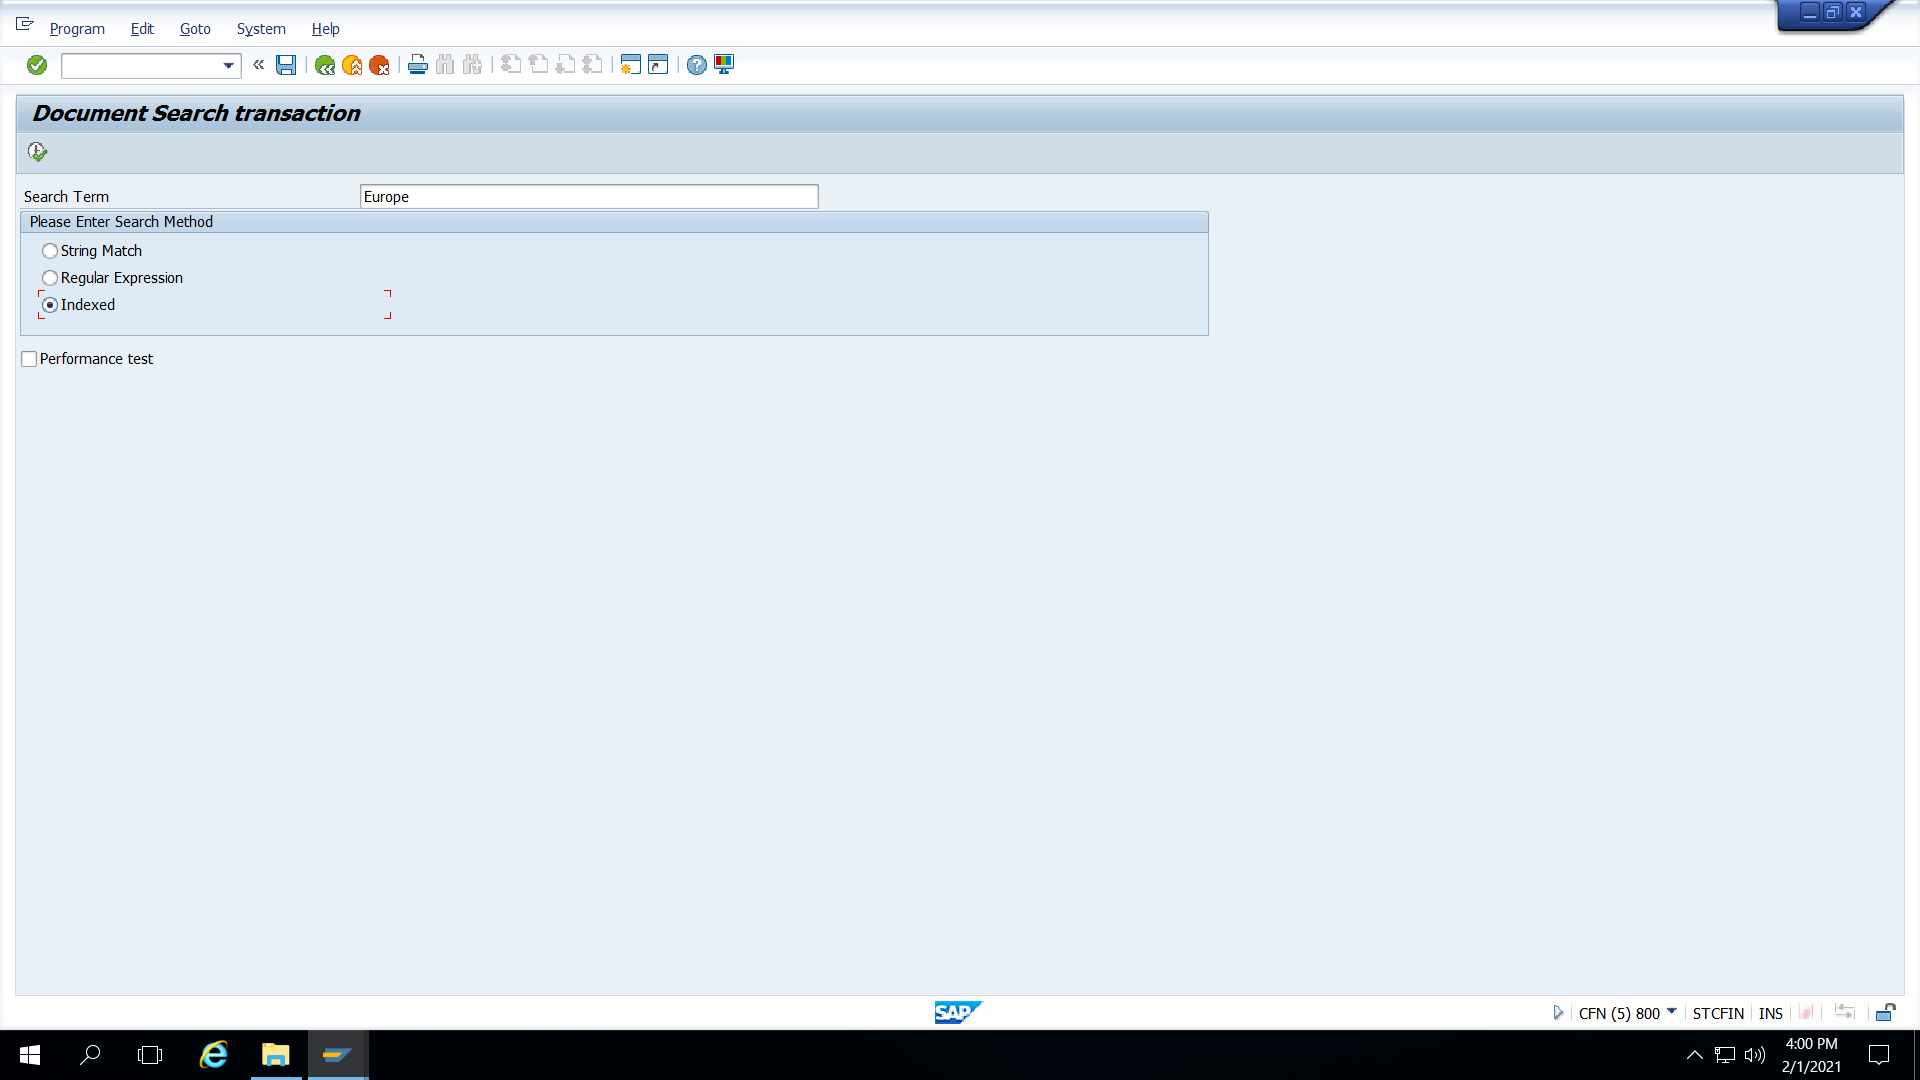 Program Edit Goto System Help
Document Search transaction
Search Term Europe
Please Enter Search Method
String Match
Regular Expression
Indexed
Performance test
SAP CFN (5) 800 STCFIN INS
4:00 PM
2/1/2021